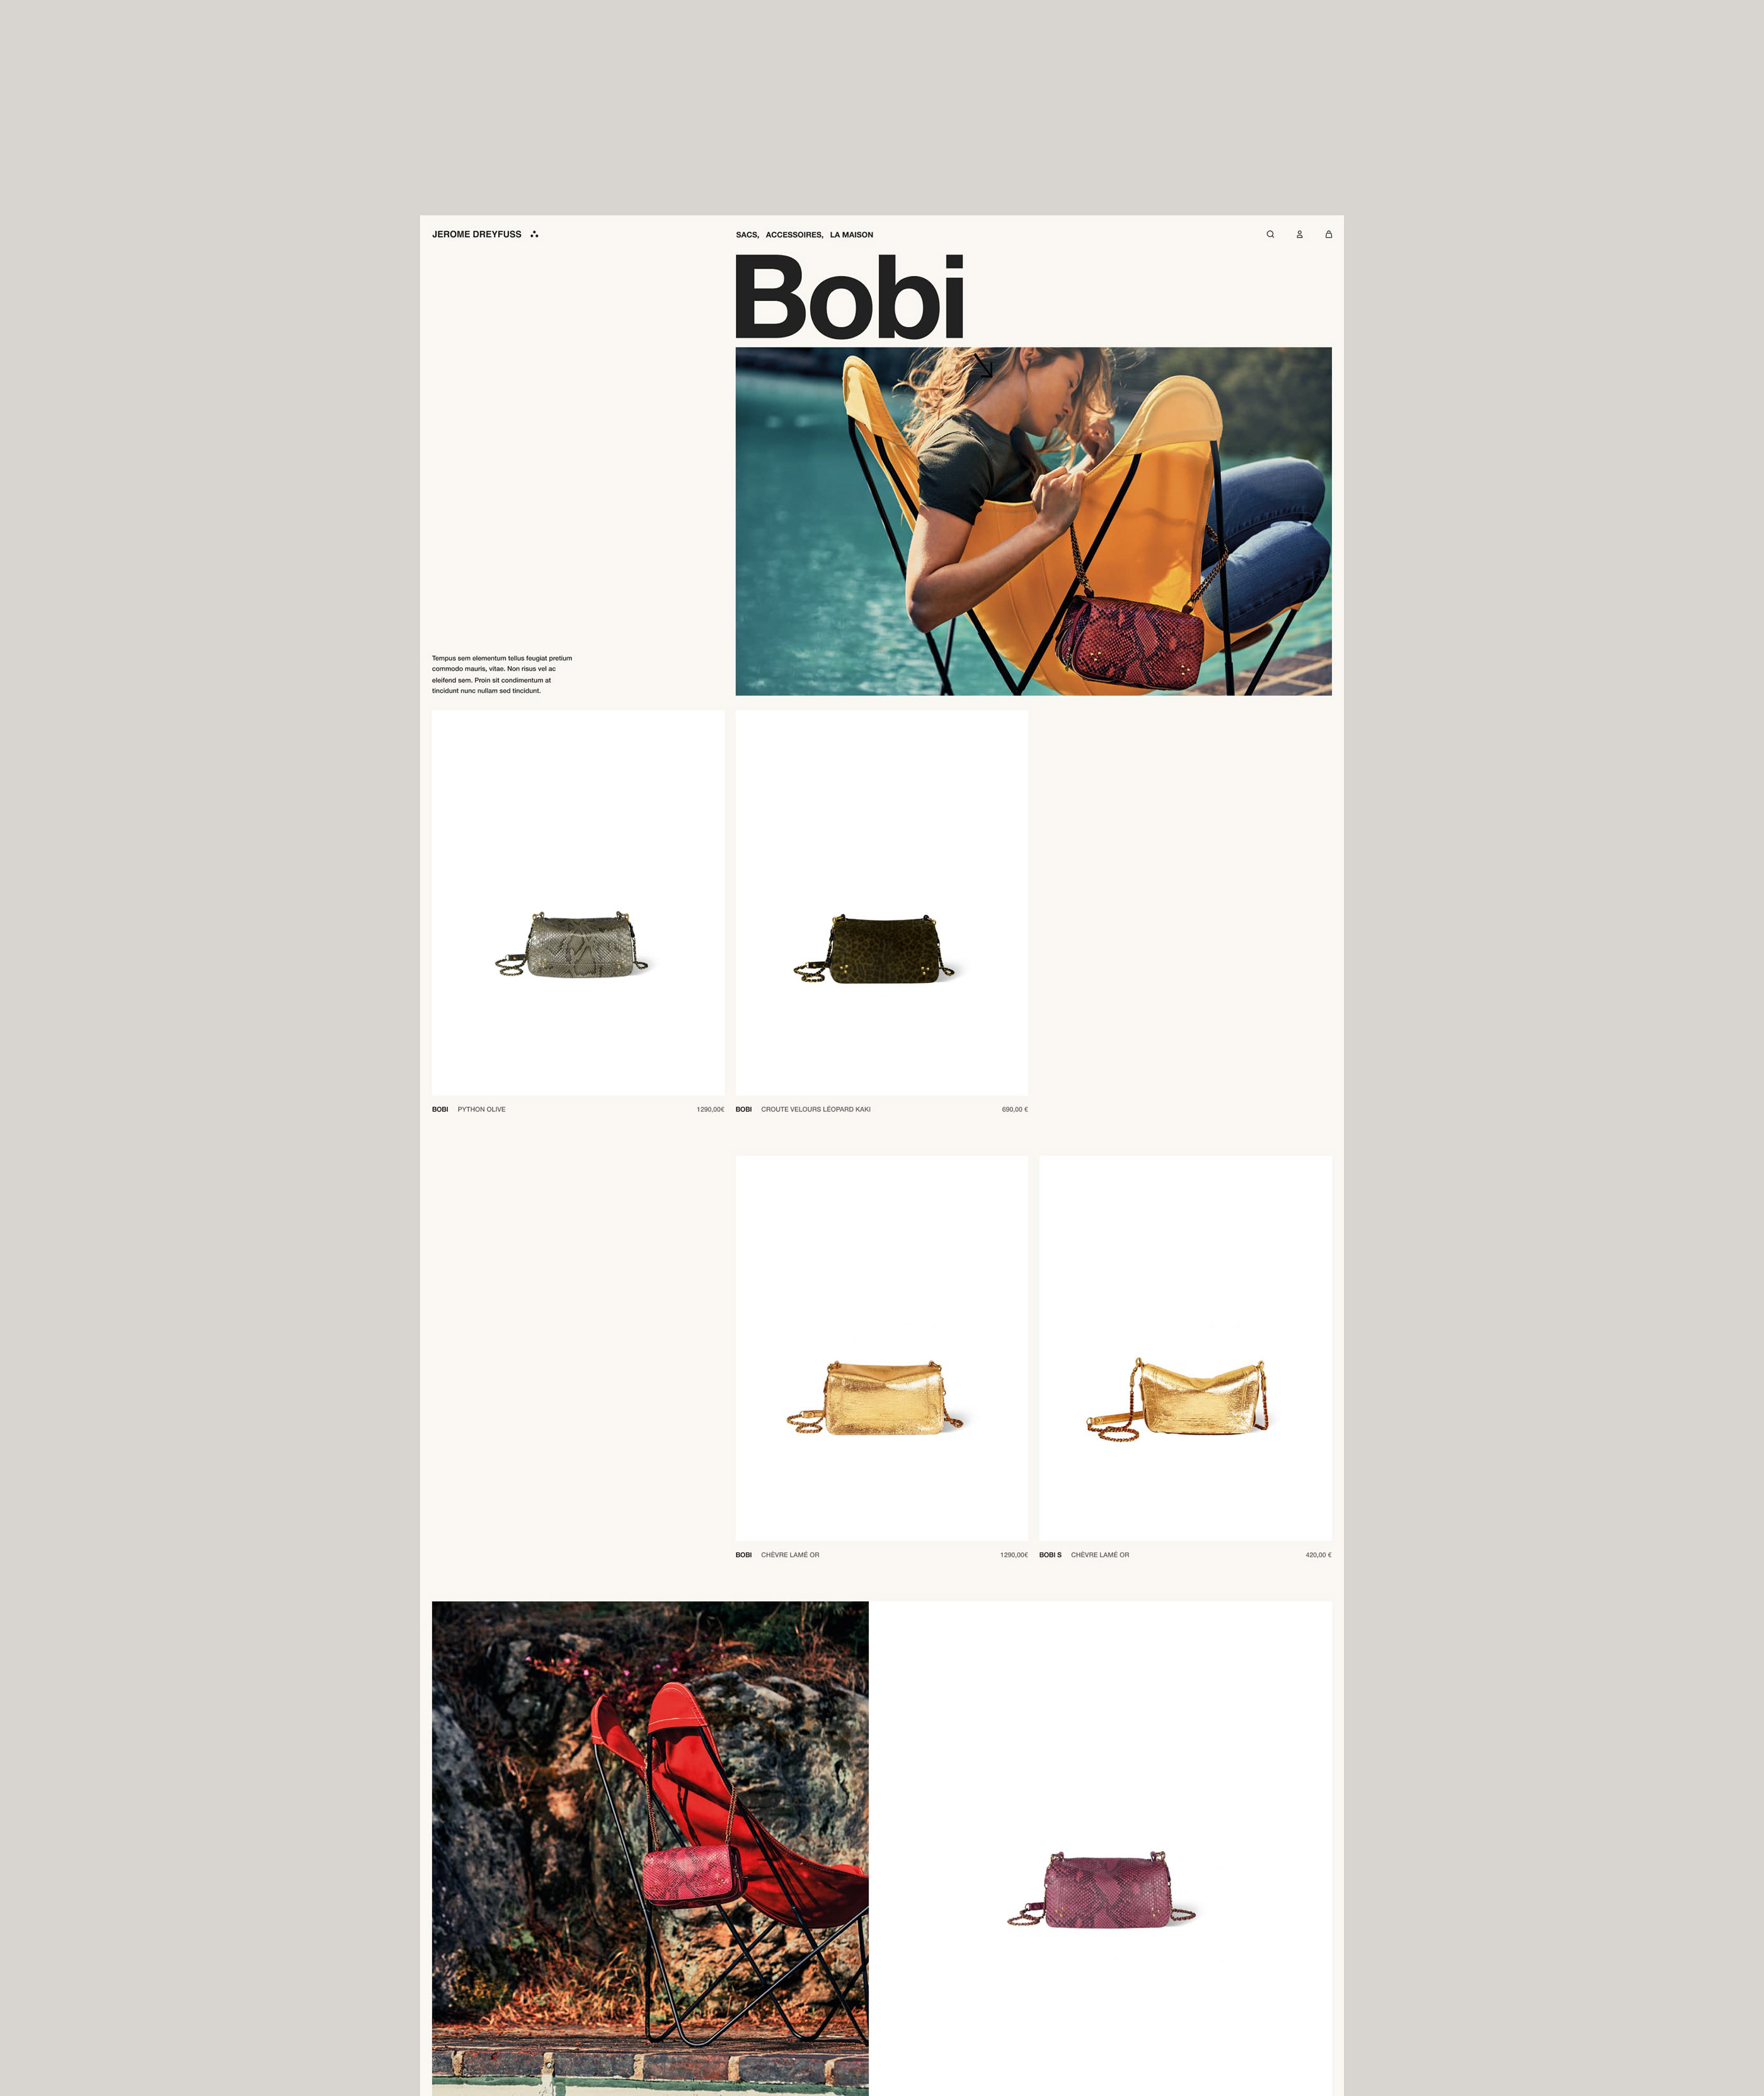 JEROME DREYFUSS
SACS, ACCESSOIRES, LA MAISON
Bobi
Tempus sem elementum tellus feugiat pretium
commodo mauris, vitae. Non risus vel ac
eleifend sem. Proin sit condimentum at
tincidunt nunc nullam sed tincidunt.
BOBI PYTHON OLIVE 1290,00€
BOBI CROUTE VELOURS LÉOPARD KAKI 690,00 €
BOBI CHÈVRE LAMÉ OR 1290,00€
BOBI S CHÈVRE LAMÉ OR 420,00 €